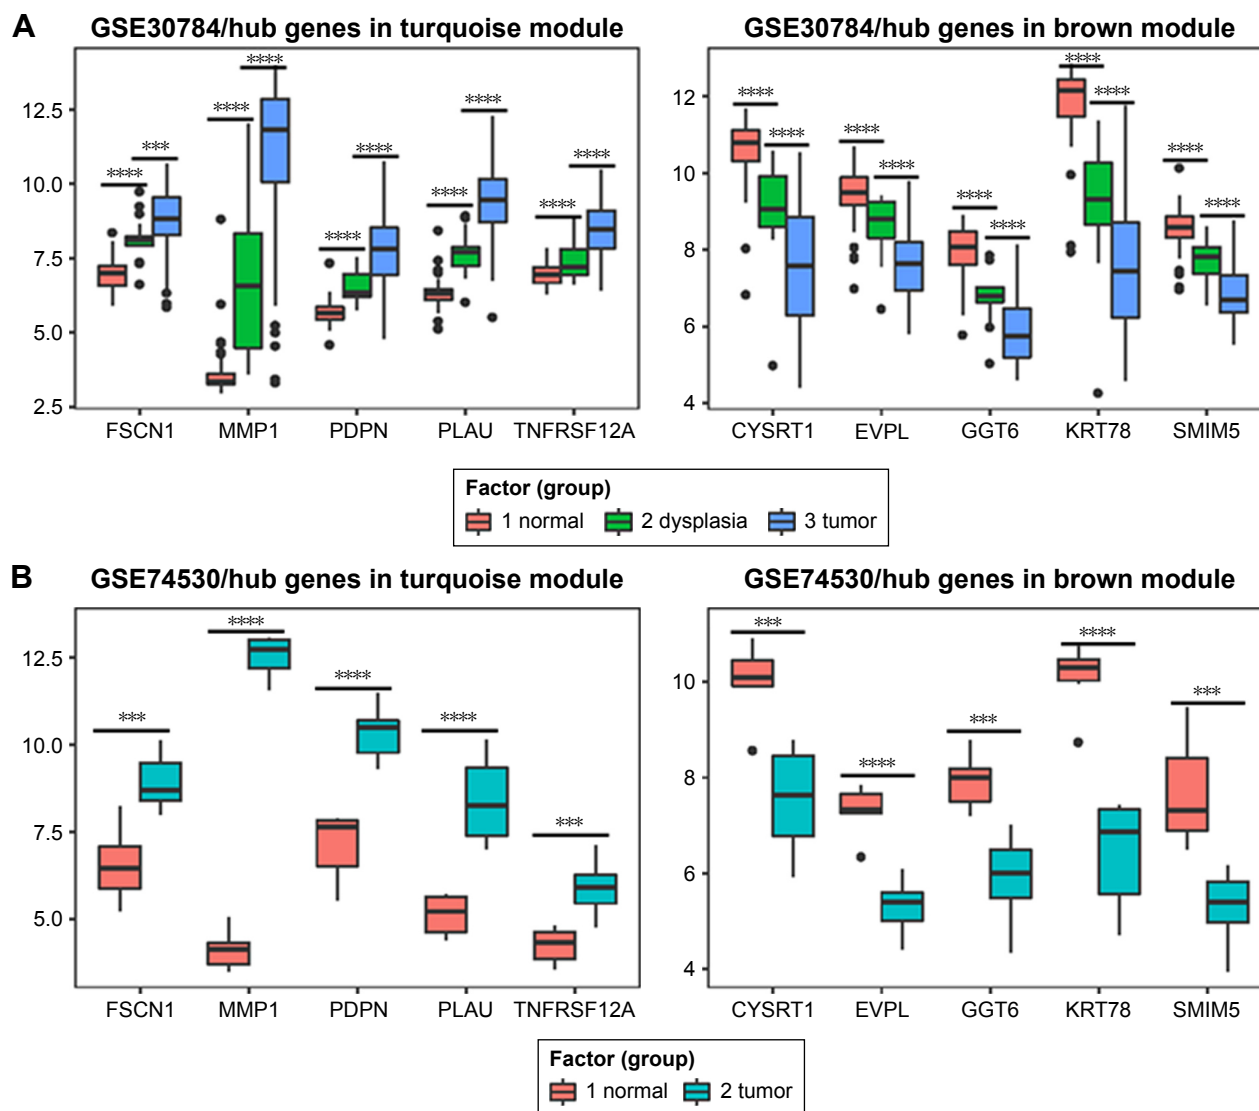 A
GSE30784/hub genes in turquoise module
12.5
10.0
7.5
5.0
2.5
**** *** **** **** **** **** **** **** **** ****
FSCN1 MMP1 PDPN PLAU TNFRSF12A
GSE30784/hub genes in brown module
12
10
8
6
4
**** **** **** **** **** **** **** **** **** ****
CYSRT1 EVPL GGT6 KRT78 SMIM5
Factor (group)
1 normal 2 dysplasia 3 tumor
B
GSE74530/hub genes in turquoise module
12.5
10.0
7.5
5.0
*** **** **** **** ***
FSCN1 MMP1 PDPN PLAU TNFRSF12A
GSE74530/hub genes in brown module
10
8
6
4
*** **** *** **** ***
CYSRT1 EVPL GGT6 KRT78 SMIM5
Factor (group)
1 normal 2 tumor